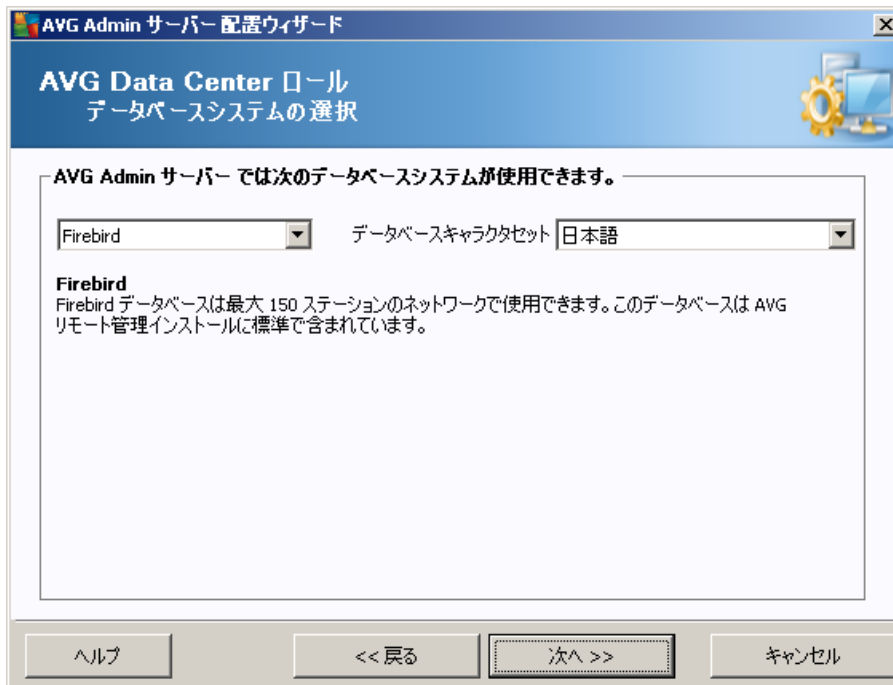 AVG Admin サーバー 配置ウィザード
AVG Data Center ロール
データベースシステムの選択
AVG Admin サーバー では次のデータベースシステムが使用できます。
Firebird データベースキャラクタセット 日本語
Firebird
Firebird データベースは最大 150 ステーションのネットワークで使用できます。このデータベースは AVG
リモート管理インストールに標準で含まれています。
ヘルプ << 戻る 次へ >> キャンセル